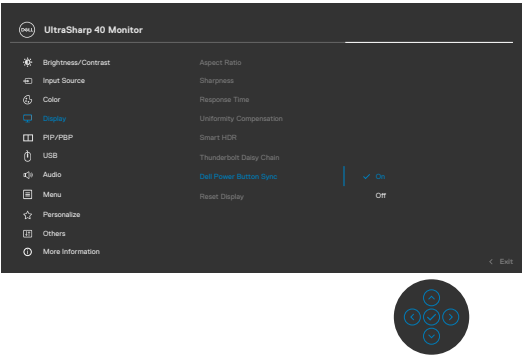 DELL UltraSharp 40 Monitor
Brightness/Contrast Aspect Ratio
Input Source Sharpness
Color Response Time
Display Uniformity Compensation
PIP/PBP Smart HDR
USB Thunderbolt Daisy Chain
Audio Dell Power Button Sync On
Menu Reset Display Off
Personalize
Others
More Information
Exit